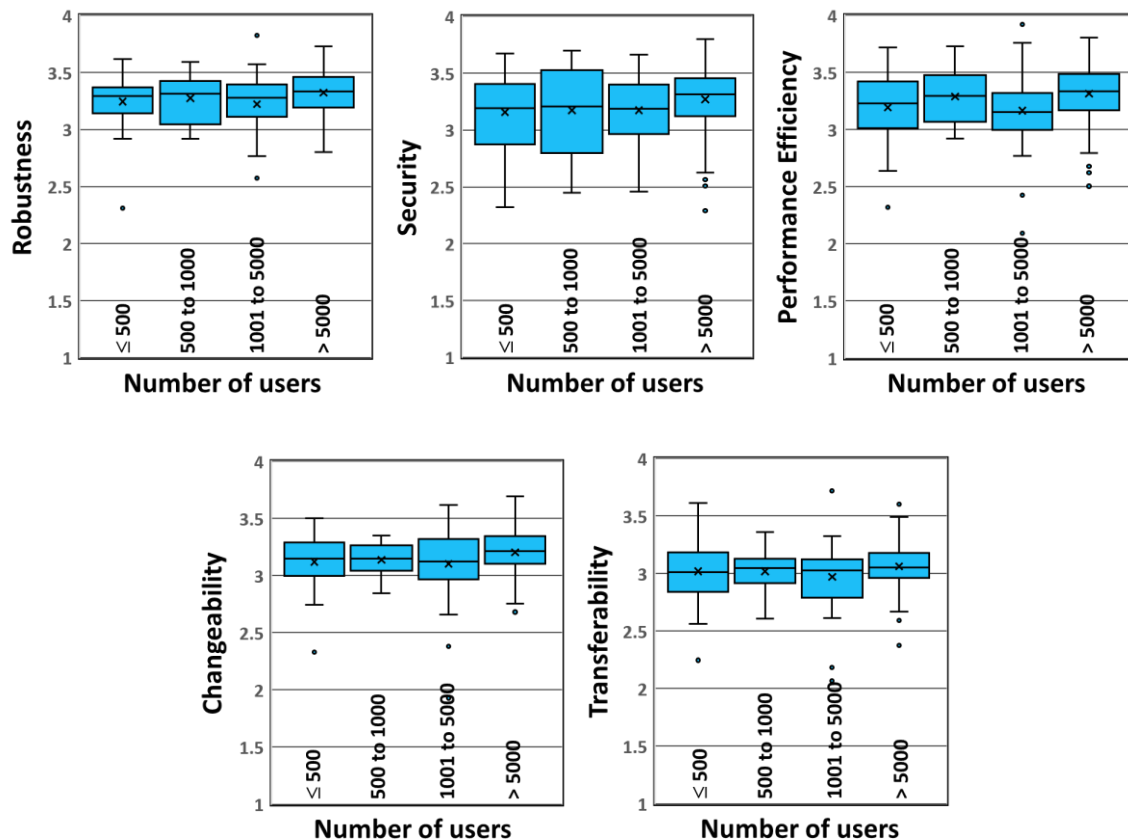 Robustness
4
3.5
3
2.5
2
1.5
1
≤ 500
500 to 1000
1001 to 5000
> 5000
Number of users
Security
4
3.5
3
2.5
2
1.5
1
≤ 500
500 to 1000
1001 to 5000
> 5000
Number of users
Performance Efficiency
4
3.5
3
2.5
2
1.5
1
≤ 500
500 to 1000
1001 to 5000
> 5000
Number of users
Changeability
4
3.5
3
2.5
2
1.5
1
≤ 500
500 to 1000
1001 to 5000
> 5000
Number of users
Transferability
4
3.5
3
2.5
2
1.5
1
≤ 500
500 to 1000
1001 to 5000
> 5000
Number of users